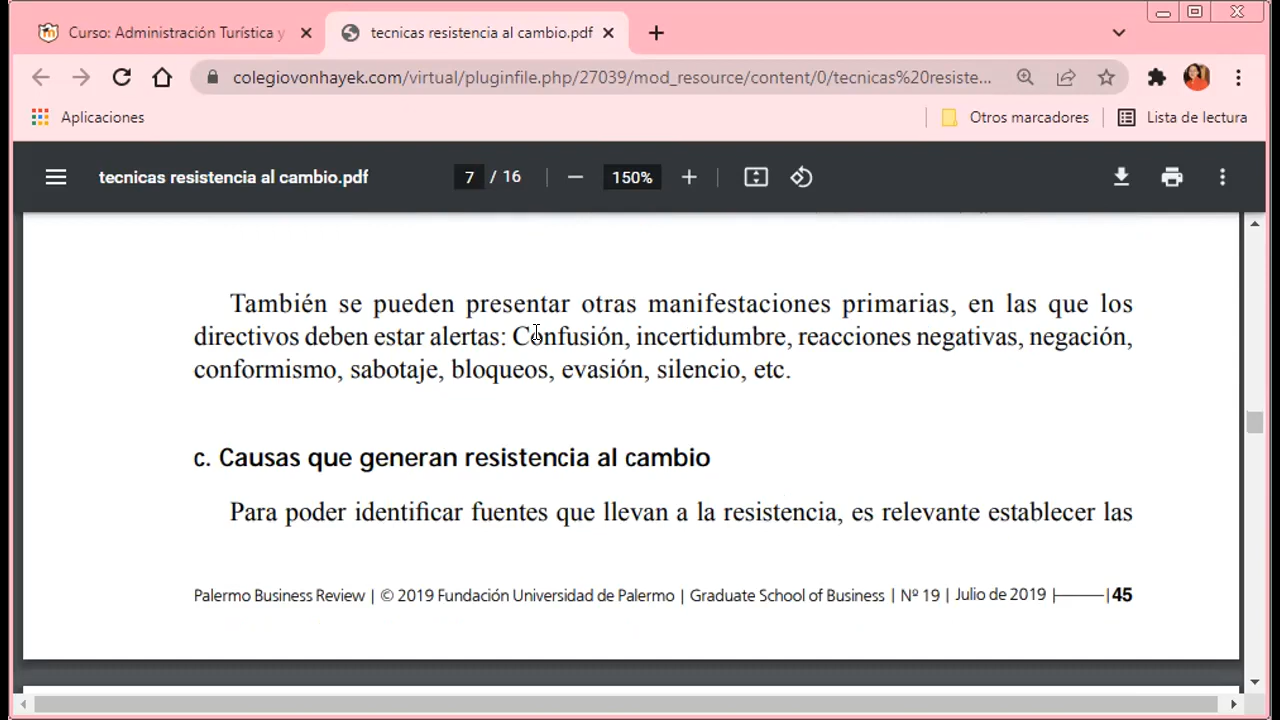 Curso: Administración Turística y
tecnicas resistencia al cambio.pdf
colegiovonhayek.com/virtual/pluginfile.php/27039/mod_resource/content/0/tecnicas%20resiste...
Aplicaciones
Otros marcadores
Lista de lectura
tecnicas resistencia al cambio.pdf
7 / 16
150%
También se pueden presentar otras manifestaciones primarias, en las que los
directivos deben estar alertas: Confusión, incertidumbre, reacciones negativas, negación,
conformismo, sabotaje, bloqueos, evasión, silencio, etc.
c. Causas que generan resistencia al cambio
Para poder identificar fuentes que llevan a la resistencia, es relevante establecer las
Palermo Business Review | © 2019 Fundación Universidad de Palermo | Graduate School of Business | Nº 19 | Julio de 2019 |45